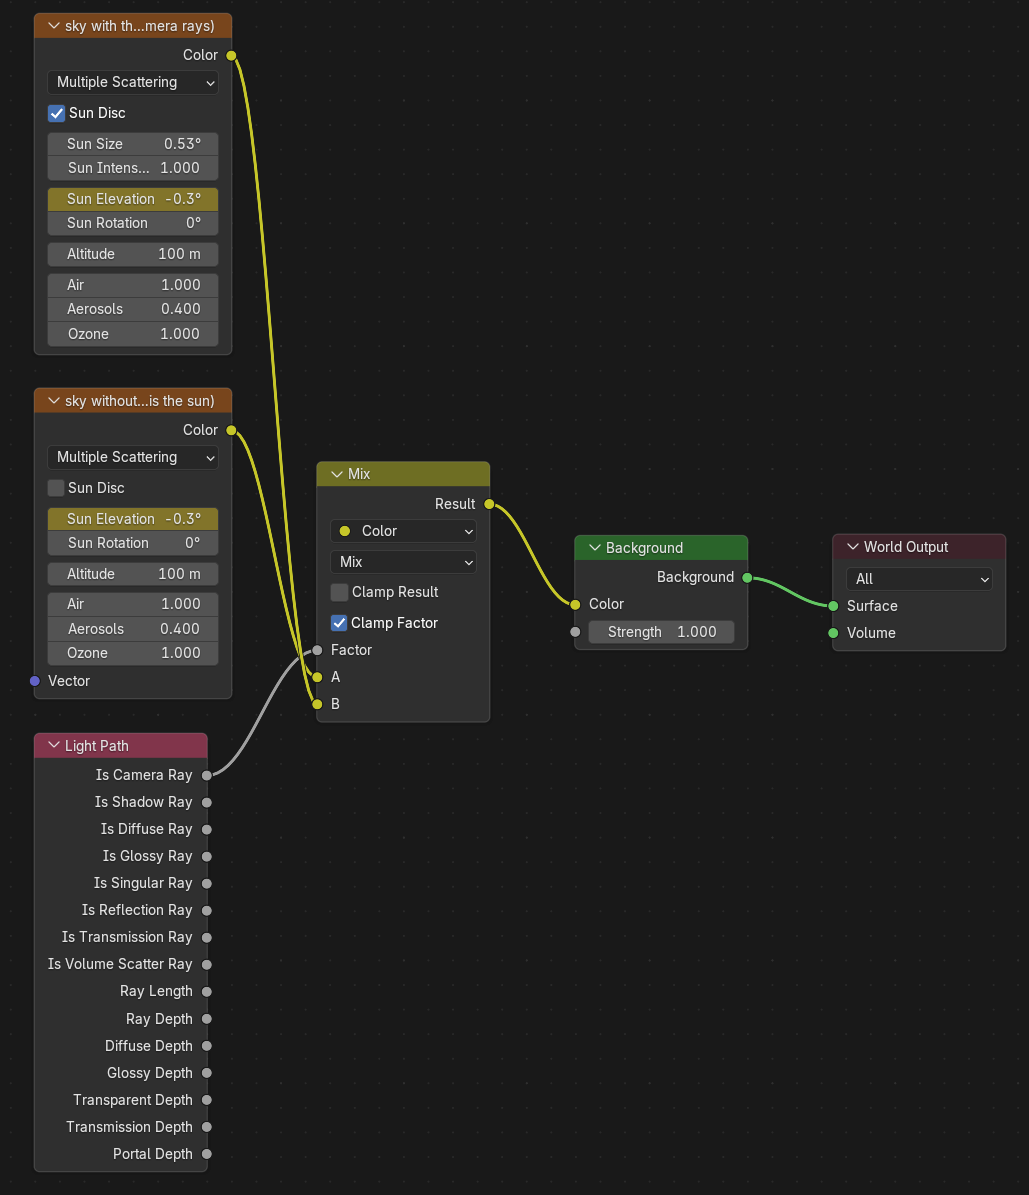 sky with th...mera rays)
Color
Multiple Scattering
Sun Disc
Sun Size 0.53°
Sun Intens... 1.000
Sun Elevation -0.3°
Sun Rotation 0°
Altitude 100 m
Air 1.000
Aerosols 0.400
Ozone 1.000
sky without...is the sun)
Color
Multiple Scattering
Sun Disc
Sun Elevation -0.3°
Sun Rotation 0°
Altitude 100 m
Air 1.000
Aerosols 0.400
Ozone 1.000
Vector
Light Path
Is Camera Ray
Is Shadow Ray
Is Diffuse Ray
Is Glossy Ray
Is Singular Ray
Is Reflection Ray
Is Transmission Ray
Is Volume Scatter Ray
Ray Length
Ray Depth
Diffuse Depth
Glossy Depth
Transparent Depth
Transmission Depth
Portal Depth
Mix
Result
Color
Mix
Clamp Result
Clamp Factor
Factor
A
B
Background
Background
Color
Strength 1.000
World Output
All
Surface
Volume